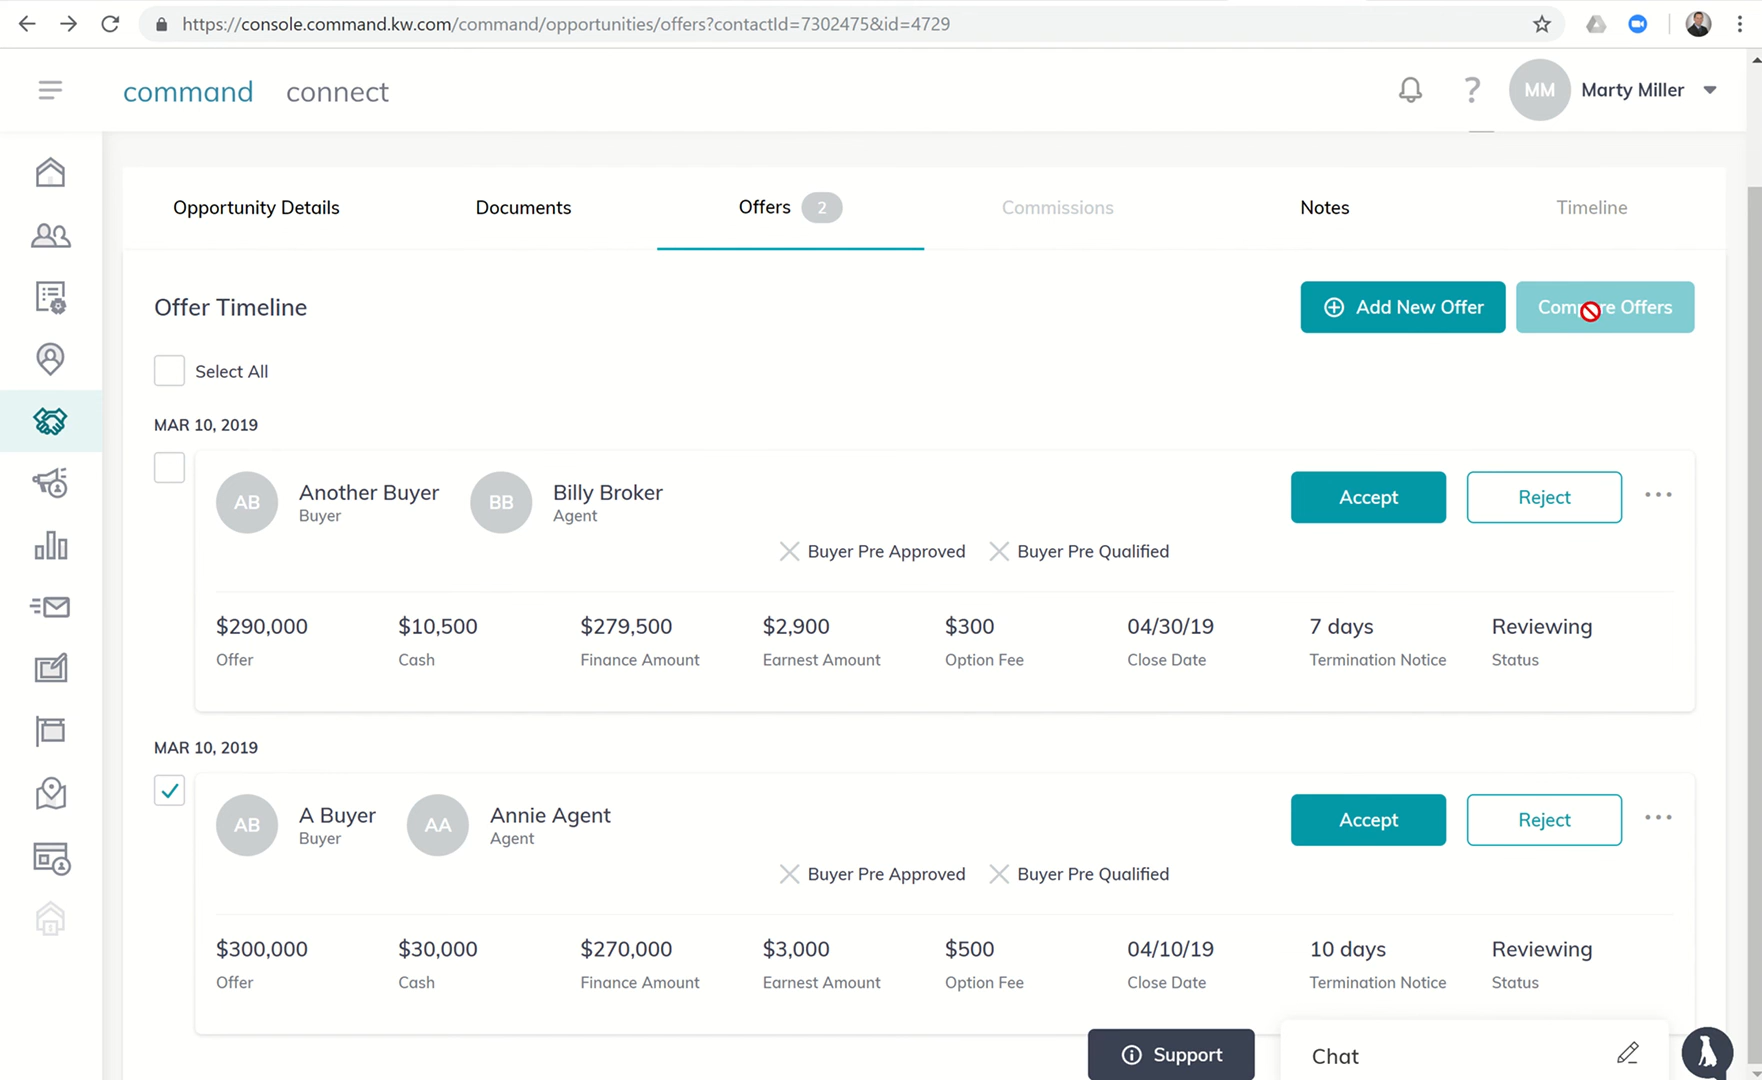 https://console.command.kw.com/command/opportunities/offers?contactId=7302475&id=4729
command connect
? MM Marty Miller
Opportunity Details Documents Offers 2 Commissions Notes Timeline
Offer Timeline
Add New Offer Compare Offers
Select All
MAR 10, 2019
AB Another Buyer BB Billy Broker Accept Reject
Buyer Agent
Buyer Pre Approved Buyer Pre Qualified
$290,000 $10,500 $279,500 $2,900 $300 04/30/19 7 days Reviewing
Offer Cash Finance Amount Earnest Amount Option Fee Close Date Termination Notice Status
MAR 10, 2019
AB A Buyer AA Annie Agent Accept Reject
Buyer Agent
Buyer Pre Approved Buyer Pre Qualified
$300,000 $30,000 $270,000 $3,000 $500 04/10/19 10 days Reviewing
Offer Cash Finance Amount Earnest Amount Option Fee Close Date Termination Notice Status
Support Chat